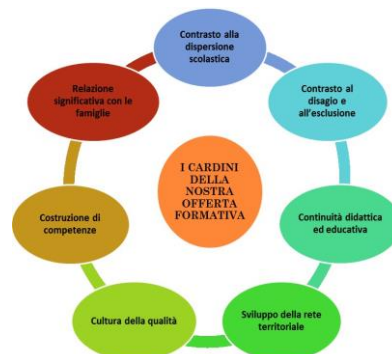 Contrasto alla
dispersione
scolastica
Contrasto al
disagio e
all'esclusione
Continuità didattica
ed educativa
Sviluppo della rete
territoriale
Cultura della qualità
Costruzione di
competenze
Relazione
significativa con le
famiglie
I CARDINI
DELLA
NOSTRA
OFFERTA
FORMATIVA